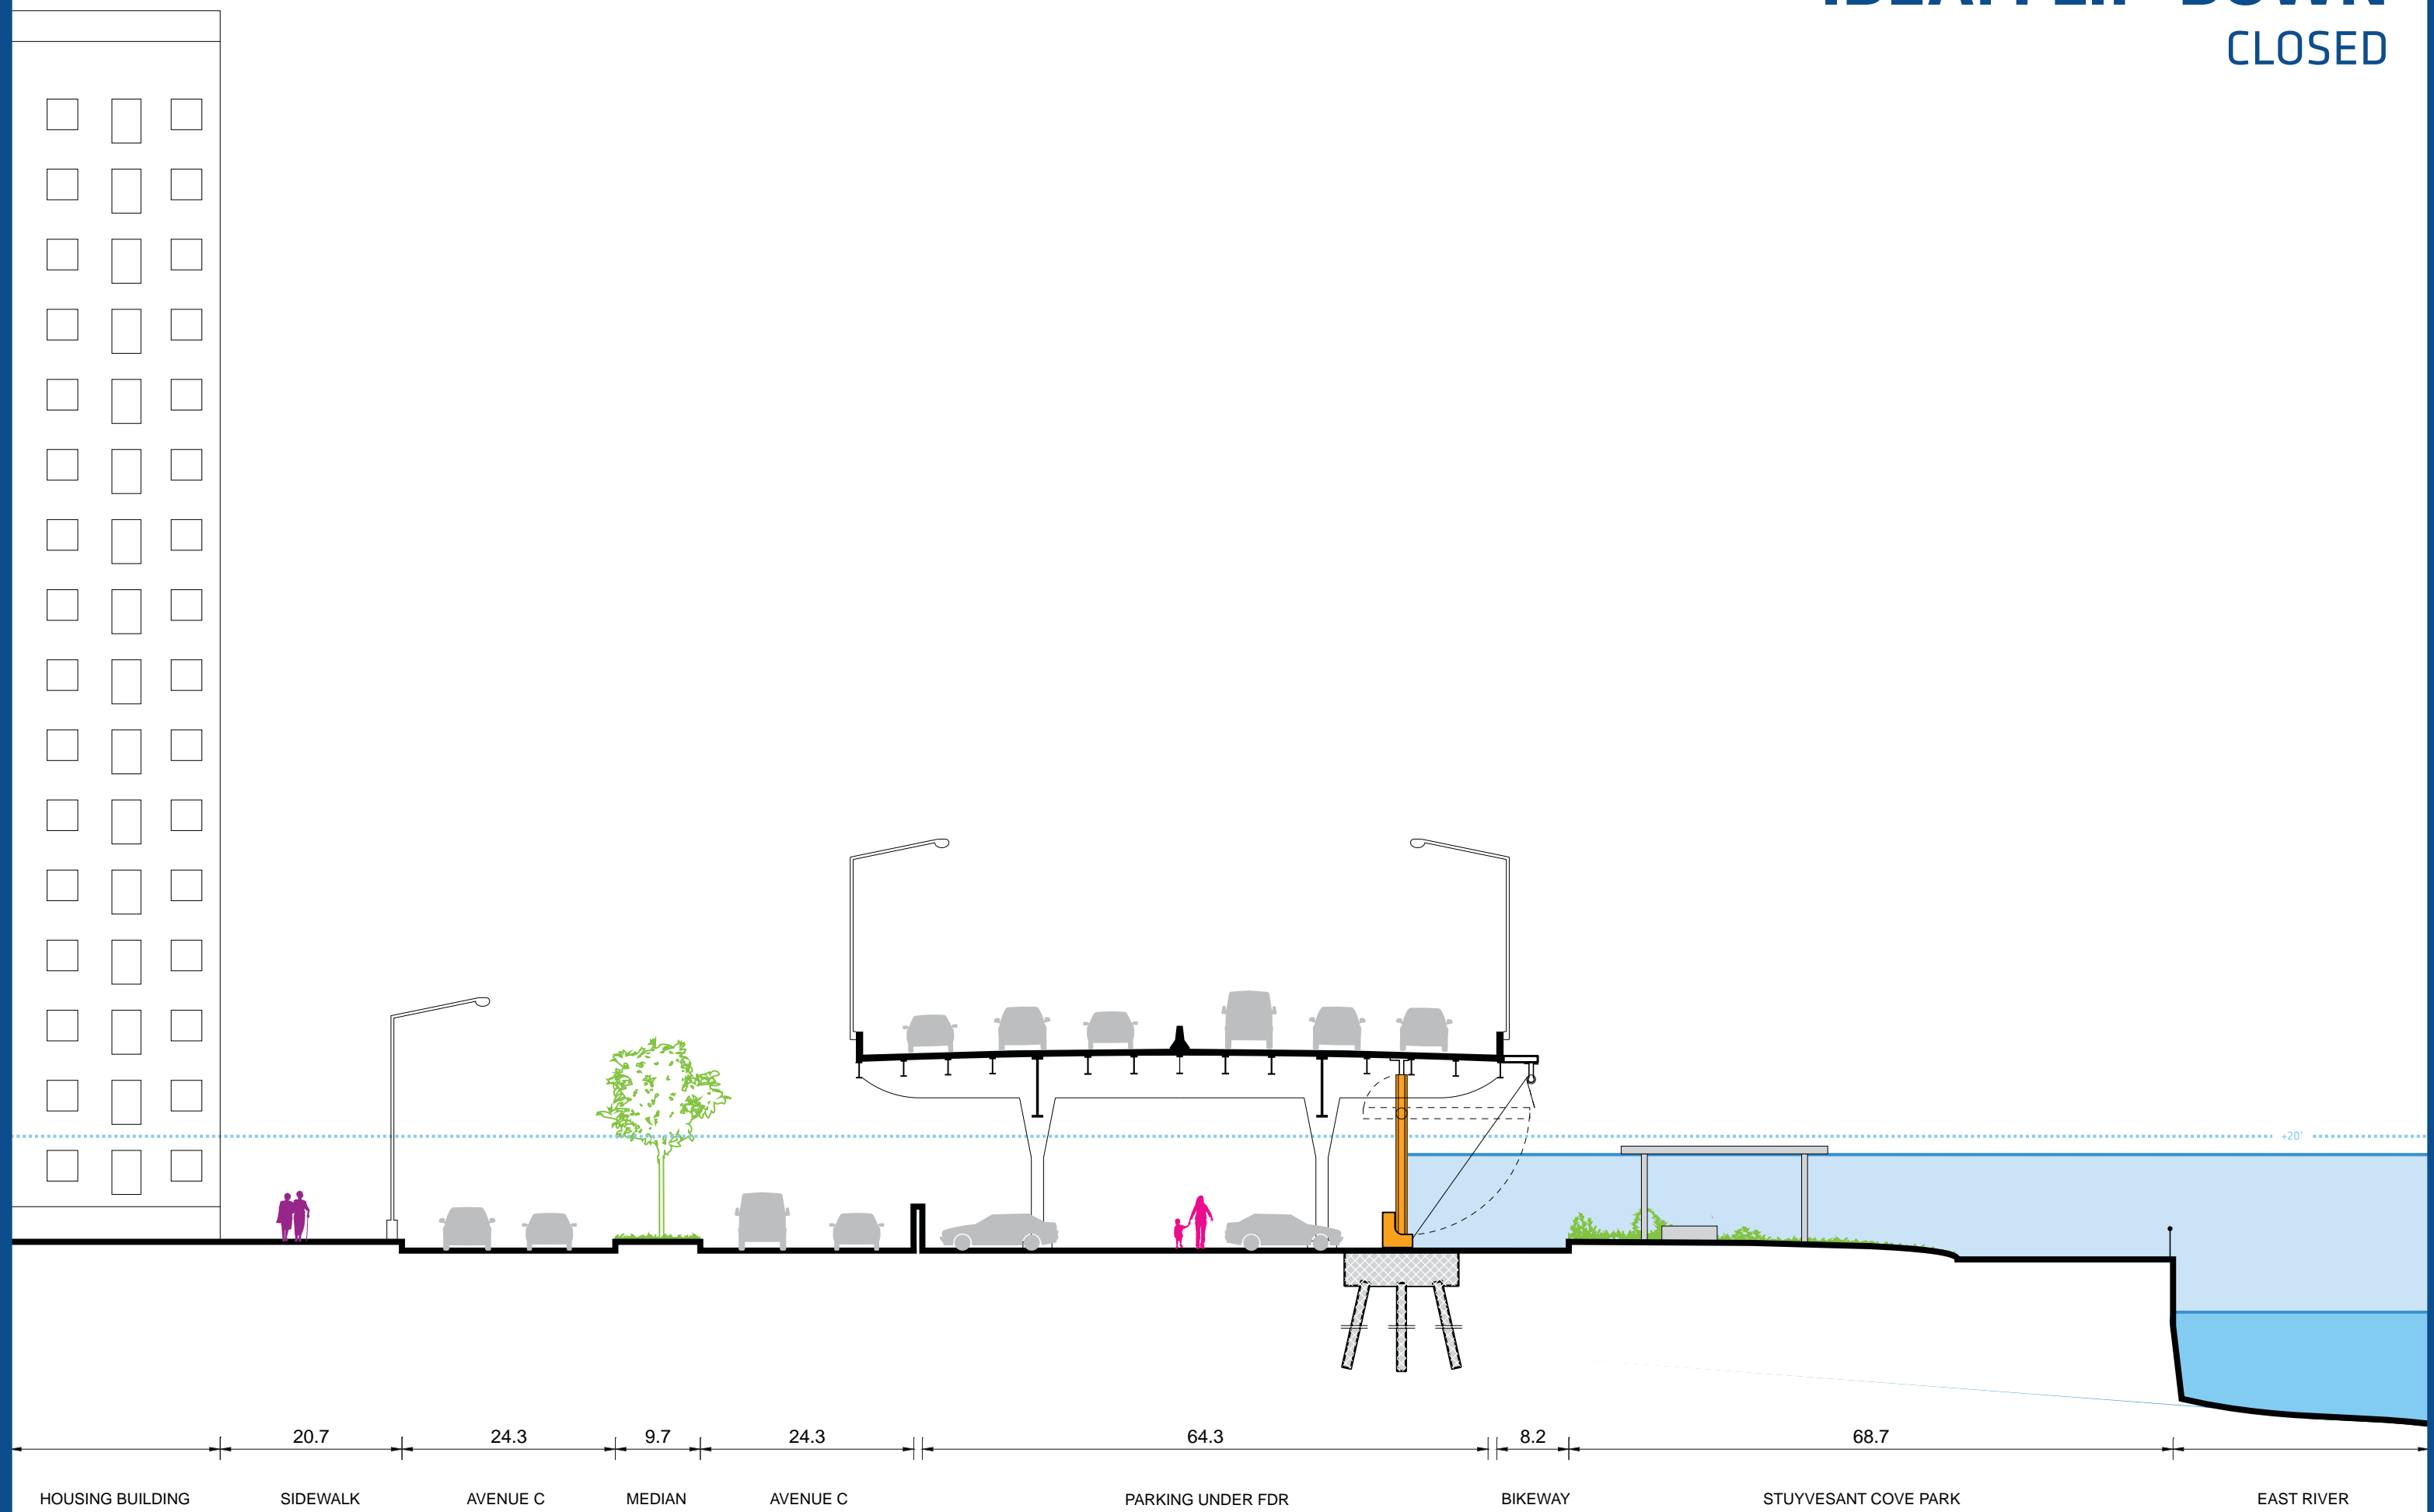 CLOSED
+20'
20.7 24.3 9.7 24.3 64.3 8.2 68.7
HOUSING BUILDING SIDEWALK AVENUE C MEDIAN AVENUE C PARKING UNDER FDR BIKEWAY STUYVESANT COVE PARK EAST RIVER